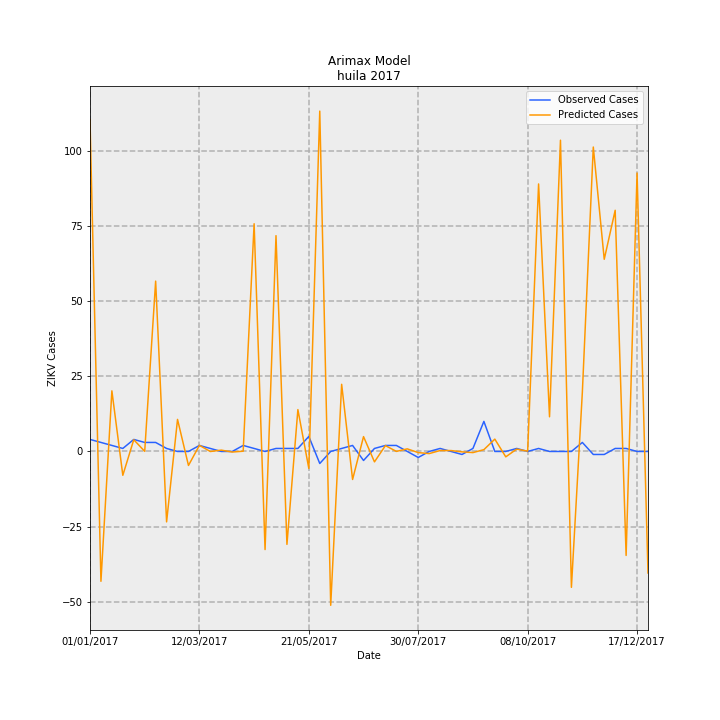 Arimax Model
huila 2017
Observed Cases
Predicted Cases
ZIKV Cases
100
75
50
25
0
−25
−50
01/01/2017
12/03/2017
21/05/2017
30/07/2017
08/10/2017
17/12/2017
Date